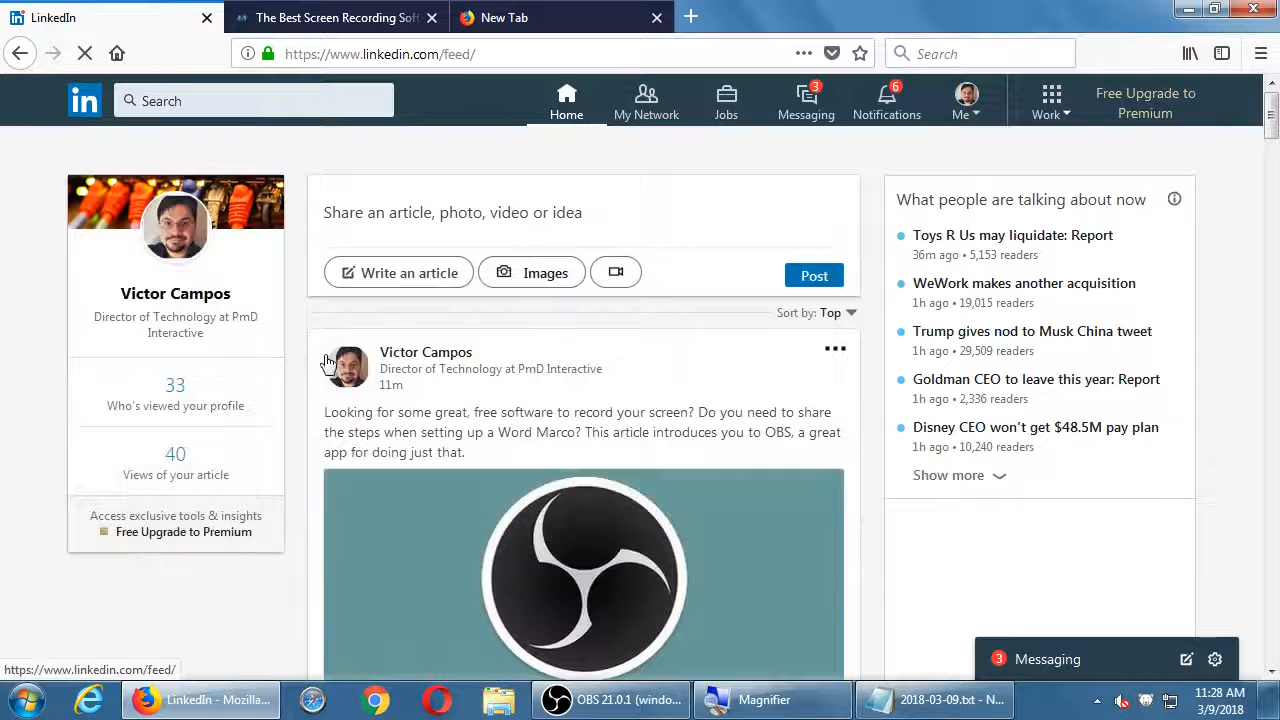 LinkedIn
The Best Screen Recording Sof
New Tab
https://www.linkedin.com/feed/
Search
in
Search
Home
My Network
Jobs
3
Messaging
6
Notifications
Me
Work
Free Upgrade to
Premium
Victor Campos
Director of Technology at PmD
Interactive
33
Who's viewed your profile
40
Views of your article
Access exclusive tools & insights
Free Upgrade to Premium
Share an article, photo, video or idea
Write an article
Images
Post
Sort by: Top
Victor Campos
Director of Technology at PmD Interactive
11m
Looking for some great, free software to record your screen? Do you need to share
the steps when setting up a Word Marco? This article introduces you to OBS, a great
app for doing just that.
What people are talking about now
Toys R Us may liquidate: Report
36m ago • 5,153 readers
WeWork makes another acquisition
1h ago • 19,015 readers
Trump gives nod to Musk China tweet
1h ago • 29,509 readers
Goldman CEO to leave this year: Report
1h ago • 2,336 readers
Disney CEO won't get $48.5M pay plan
1h ago • 10,240 readers
Show more
3 Messaging
https://www.linkedin.com/feed/
LinkedIn - Mozilla...
OBS 21.0.1 (windo...
Magnifier
2018-03-09.txt - N...
11:28 AM
3/9/2018